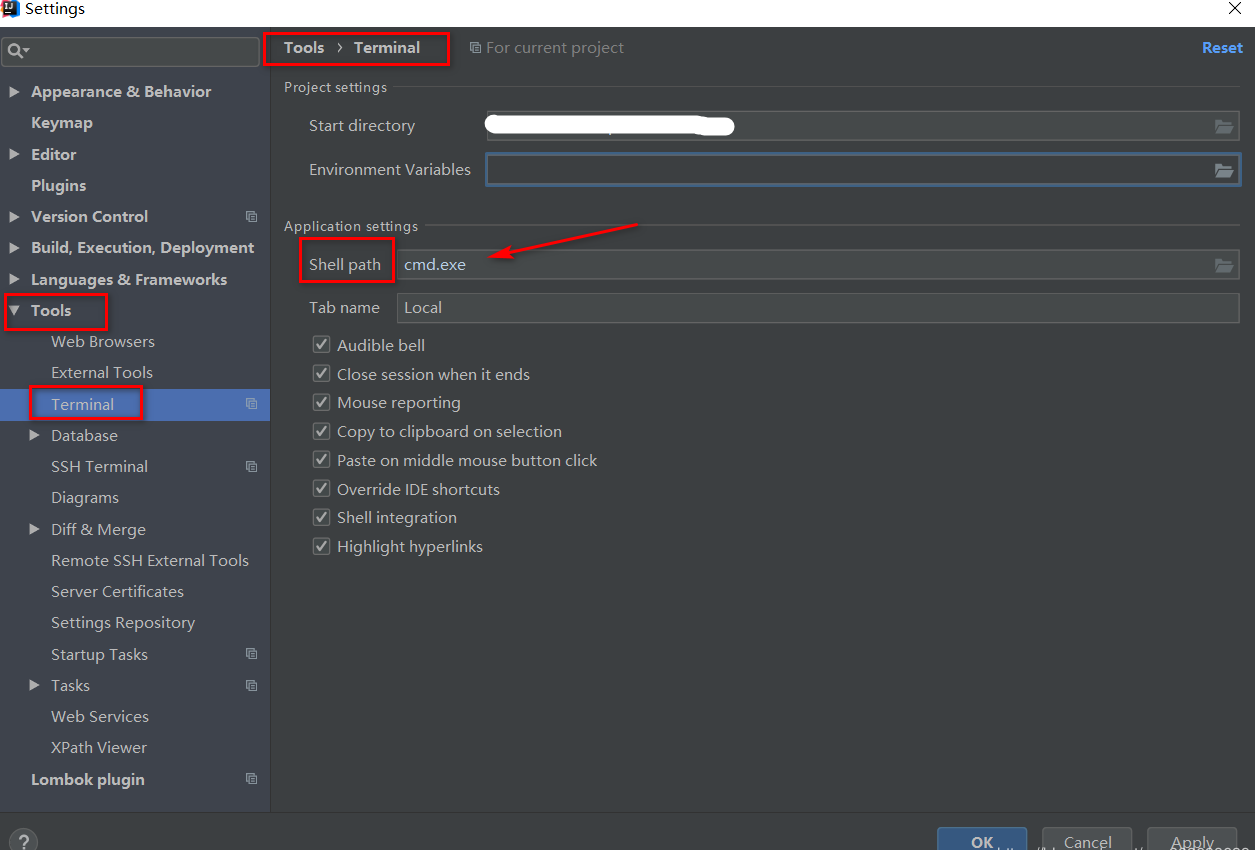 Settings
Tools › Terminal
For current project
Reset
Appearance & Behavior
Keymap
Editor
Plugins
Version Control
Build, Execution, Deployment
Languages & Frameworks
Tools
Web Browsers
External Tools
Terminal
Database
SSH Terminal
Diagrams
Diff & Merge
Remote SSH External Tools
Server Certificates
Settings Repository
Startup Tasks
Tasks
Web Services
XPath Viewer
Lombok plugin
Project settings
Start directory
Environment Variables
Application settings
Shell path cmd.exe
Tab name Local
Audible bell
Close session when it ends
Mouse reporting
Copy to clipboard on selection
Paste on middle mouse button click
Override IDE shortcuts
Shell integration
Highlight hyperlinks
?
OK
Cancel
Apply